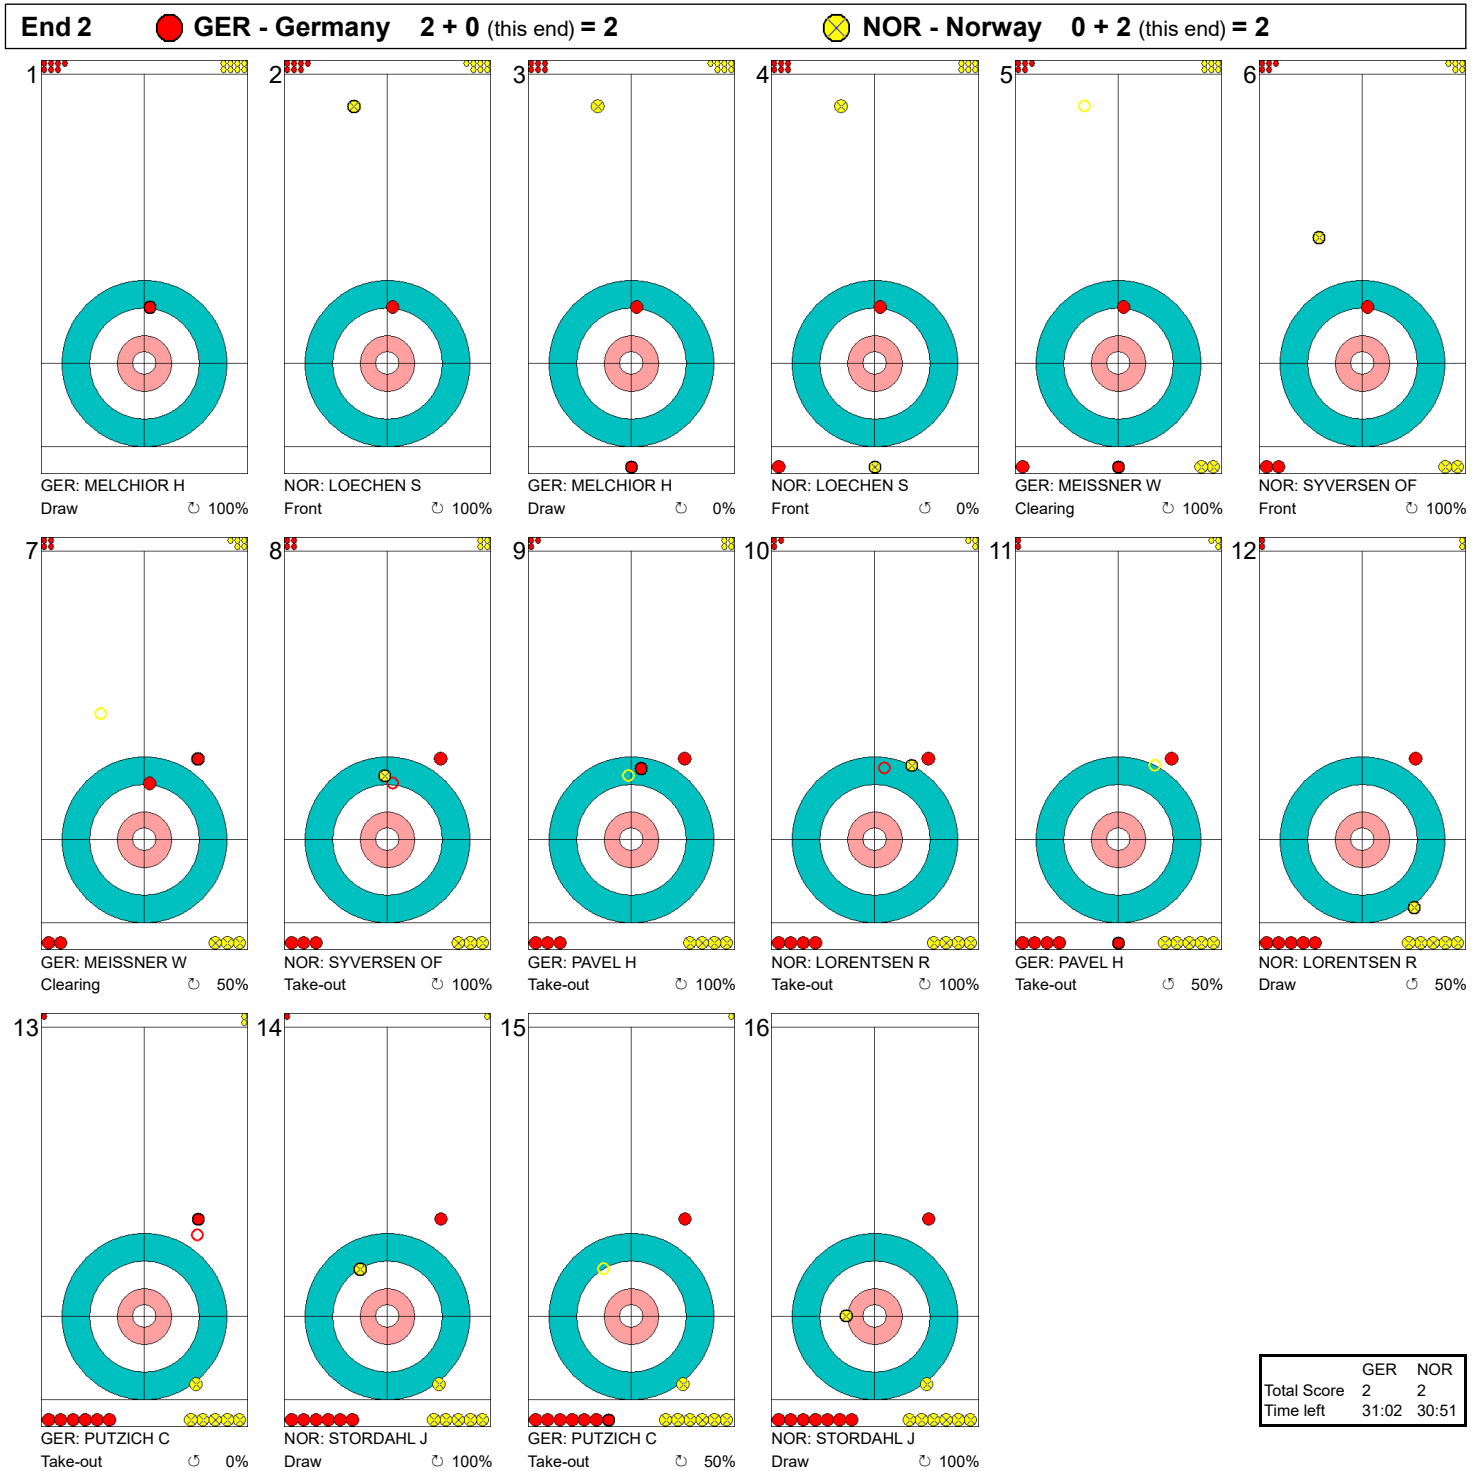 End 2 GER - Germany 2 + 0 (this end) = 2 NOR - Norway 0 + 2 (this end) = 2
1 2 3 4 5 6
GER: MELCHIOR H NOR: LOECHEN S GER: MELCHIOR H NOR: LOECHEN S GER: MEISSNER W NOR: SYVERSEN OF
Draw ↻ 100% Front ↻ 100% Draw ↻ 0% Front ↺ 0% Clearing ↻ 100% Front ↻ 100%
7 8 9 10 11 12
GER: MEISSNER W NOR: SYVERSEN OF GER: PAVEL H NOR: LORENTSEN R GER: PAVEL H NOR: LORENTSEN R
Clearing ↻ 50% Take-out ↻ 100% Take-out ↻ 100% Take-out ↻ 100% Take-out ↺ 50% Draw ↺ 50%
13 14 15 16
GER: PUTZICH C NOR: STORDAHL J GER: PUTZICH C NOR: STORDAHL J
Take-out ↺ 0% Draw ↻ 100% Take-out ↻ 50% Draw ↻ 100%
GER NOR
Total Score 2 2
Time left 31:02 30:51